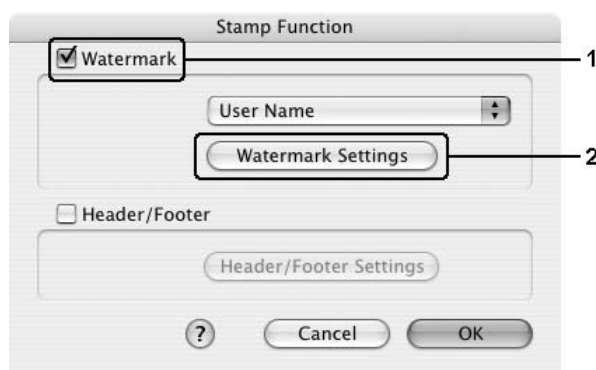 Stamp Function
Watermark 1
User Name
Watermark Settings 2
Header/Footer
Header/Footer Settings
? Cancel OK